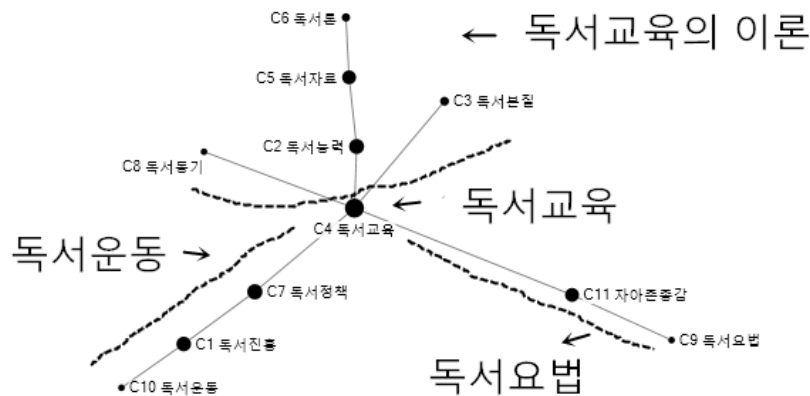 C6 독서론
← 독서교육의 이론
C5 독서자료
C3 독서본질
C2 독서능력
C8 독서동기
← 독서교육
C4 독서교육
독서운동 →
C7 독서정책
C11 자아존중감
C1 독서진흥
C9 독서요법
← 독서요법
C10 독서운동